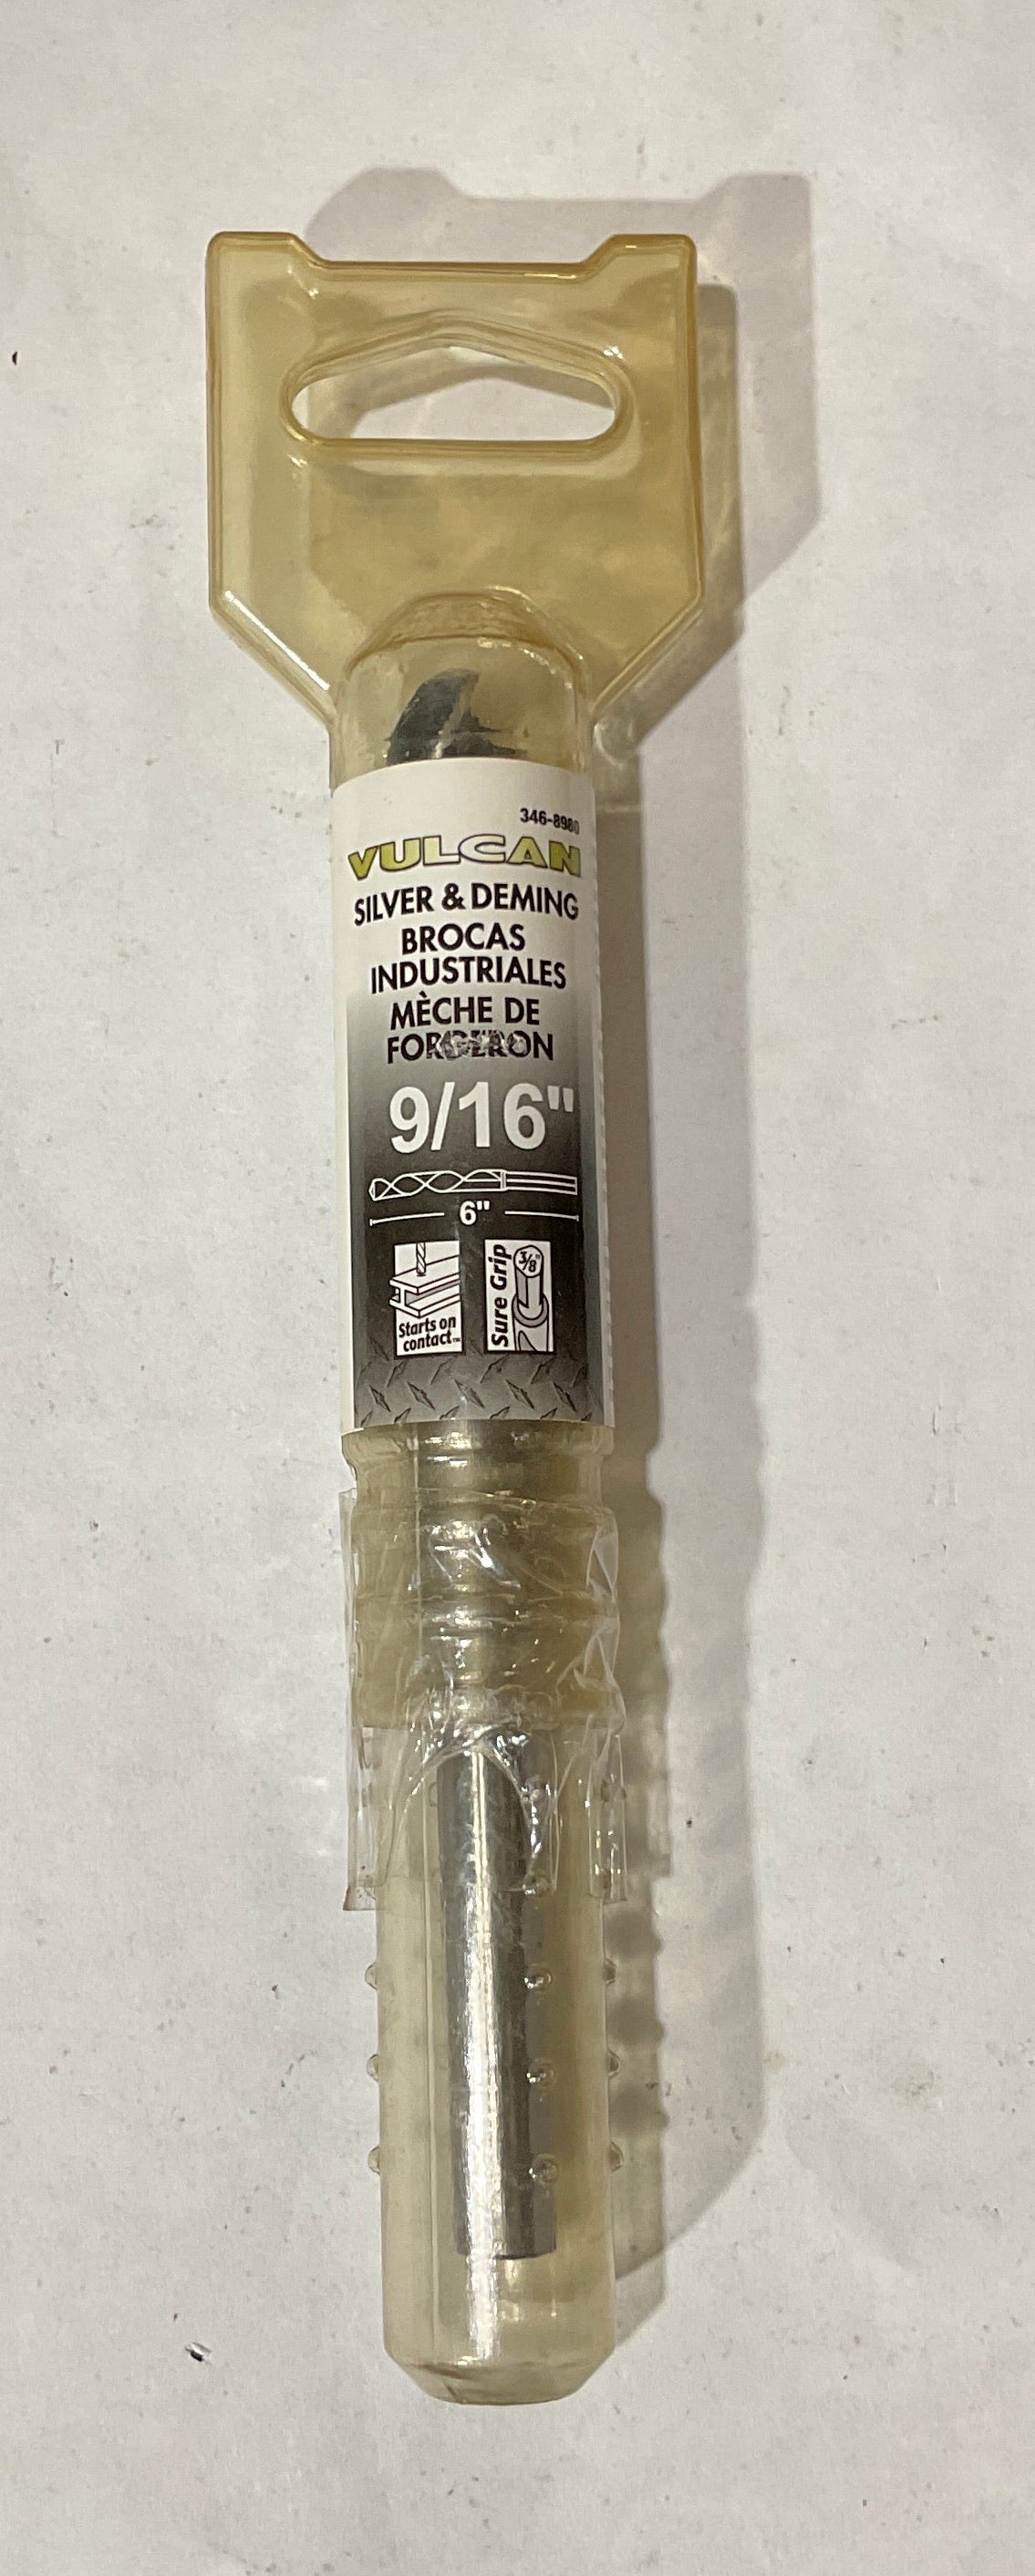 346-8980
VULCAN
SILVER & DEMING
BROCAS
INDUSTRIALES
MÈCHE DE
FORGERON
9/16"
6"
Starts on
contact™
Sure Grip
3/8"